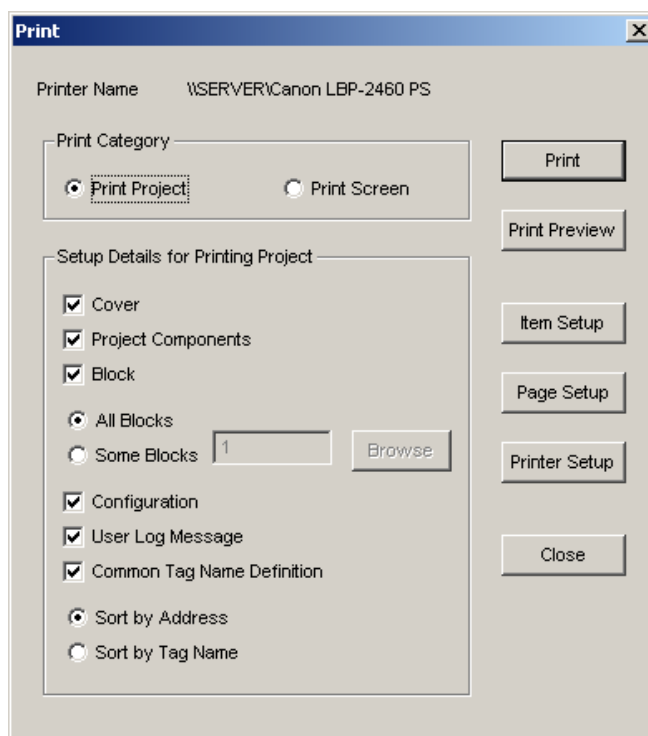 Print
Printer Name \\SERVER\Canon LBP-2460 PS
Print Category
Print Project Print Screen
Print
Print Preview
Setup Details for Printing Project
Cover
Project Components
Block
All Blocks
Some Blocks 1 Browse
Configuration
User Log Message
Common Tag Name Definition
Sort by Address
Sort by Tag Name
Item Setup
Page Setup
Printer Setup
Close